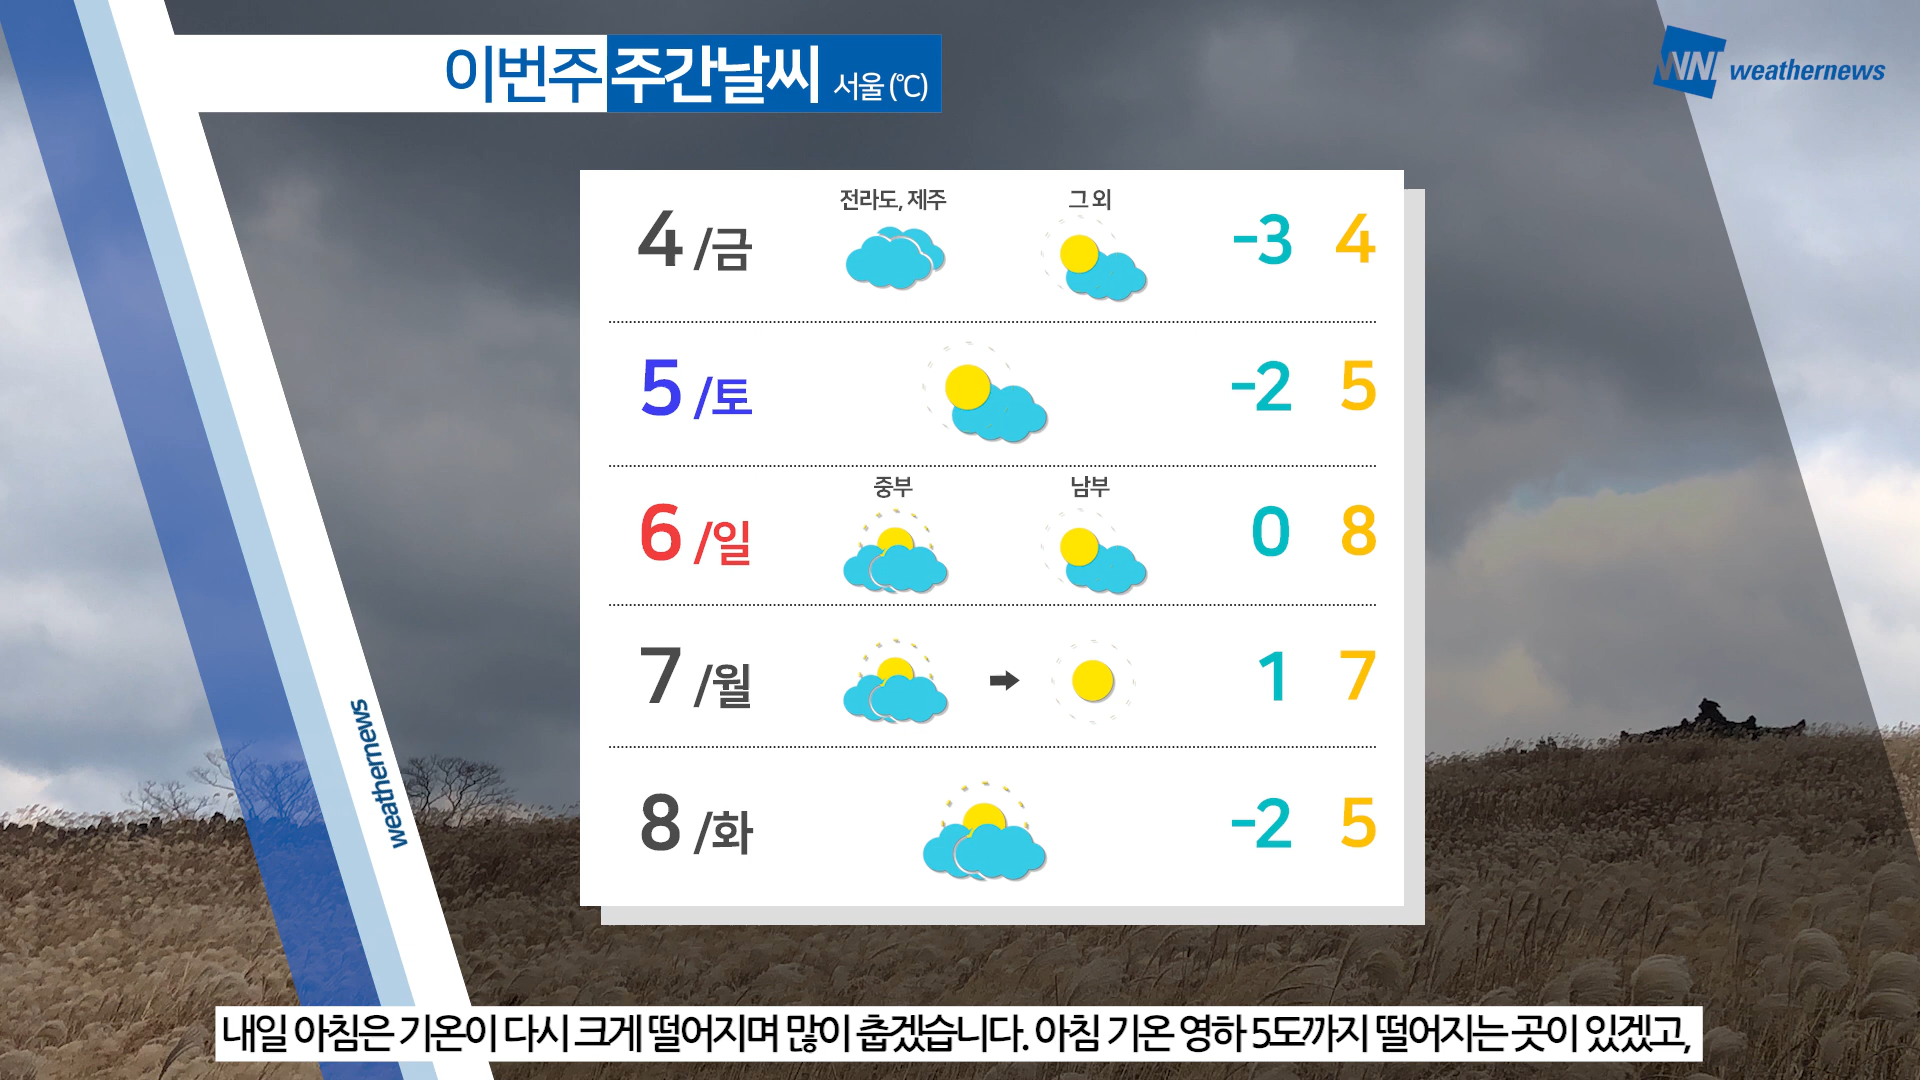 이번주 주간날씨 서울 (℃)
WNI weathernews
전라도, 제주 그 외
4 /금 -3 4
5 /토 -2 5
중부 남부
6 /일 0 8
7 /월 1 7
8 /화 -2 5
weathernews
내일 아침은 기온이 다시 크게 떨어지며 많이 춥겠습니다. 아침 기온 영하 5도까지 떨어지는 곳이 있겠고,